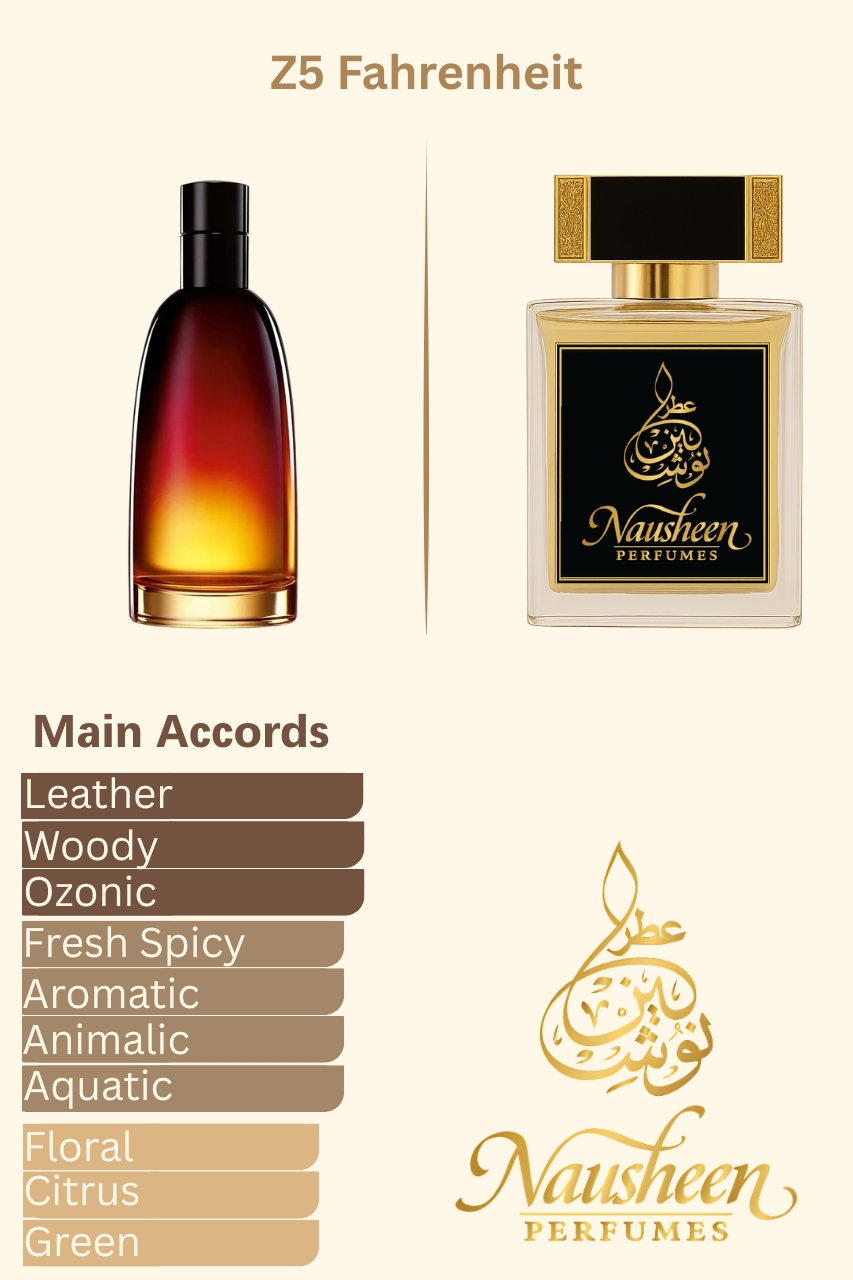 Z5 Fahrenheit
عطر
نوشين
Nausheen
PERFUMES
Main Accords
Leather
Woody
Ozonic
Fresh Spicy
Aromatic
Animalic
Aquatic
Floral
Citrus
Green
عطر
نوشين
Nausheen
PERFUMES